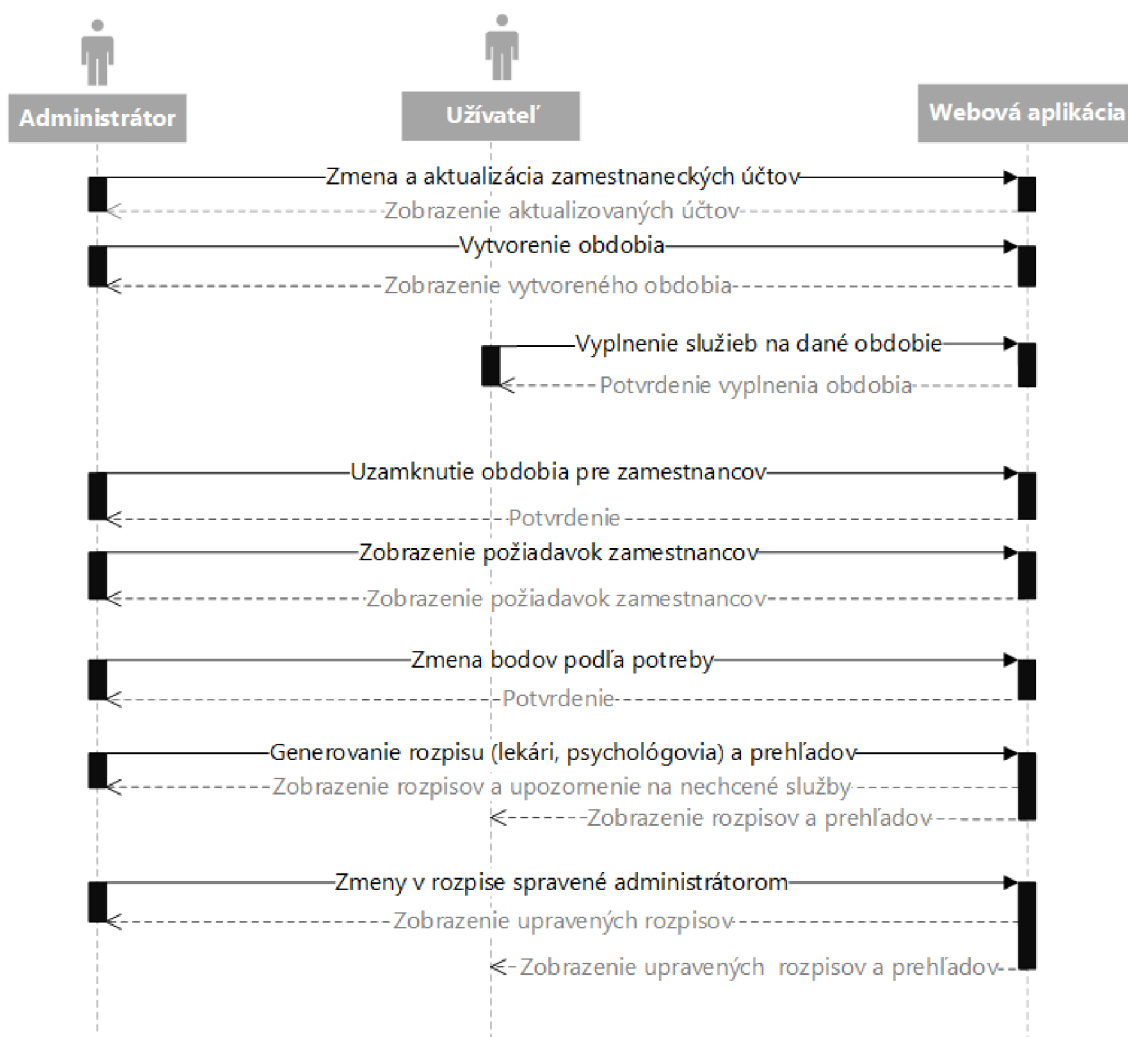 Administrátor
Užívateľ
Webová aplikácia
Zmena a aktualizácia zamestnaneckých účtov
Zobrazenie aktualizovaných účtov
Vytvorenie obdobia
Zobrazenie vytvoreného obdobia
Vyplnenie služieb na dané obdobie
Potvrdenie vyplnenia obdobia
Uzamknutie obdobia pre zamestnancov
Potvrdenie
Zobrazenie požiadavok zamestnancov
Zobrazenie požiadavok zamestnancov
Zmena bodov podľa potreby
Potvrdenie
Generovanie rozpisu (lekári, psychológovia) a prehľadov
Zobrazenie rozpisov a upozornenie na nechcené služby
Zobrazenie rozpisov a prehľadov
Zmeny v rozpise spravené administrátorom
Zobrazenie upravených rozpisov
Zobrazenie upravených rozpisov a prehľadov